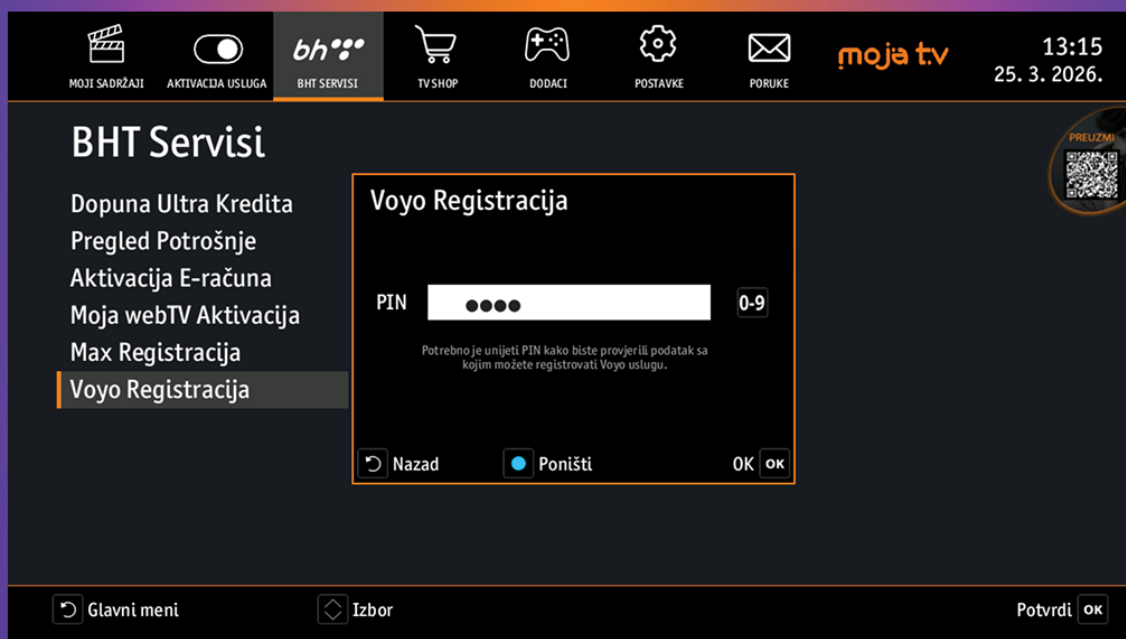 MOJI SADRŽAJI
AKTIVACIJA USLUGA
bh
BHT SERVISI
TV SHOP
DODACI
POSTAVKE
PORUKE
moja tv
13:15
25. 3. 2026.
BHT Servisi
PREUZMI
Dopuna Ultra Kredita
Pregled Potrošnje
Aktivacija E-računa
Moja webTV Aktivacija
Max Registracija
Voyo Registracija
Voyo Registracija
PIN
0-9
Potrebno je unijeti PIN kako biste provjerili podatak sa
kojim možete registrovati Voyo uslugu.
Nazad
Poništi
OK OK
Glavni meni
Izbor
Potvrdi OK